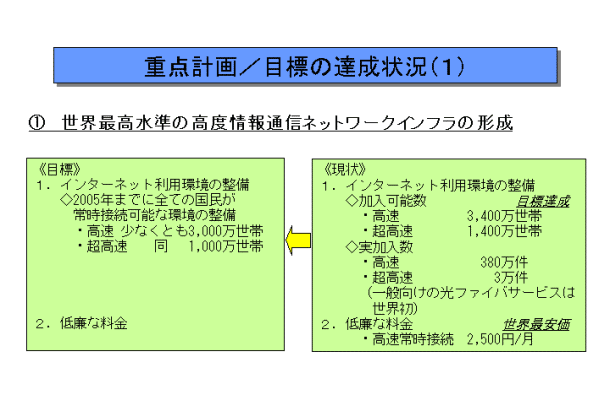 重点計画／目標の達成状況(1)
① 世界最高水準の高度情報通信ネットワークインフラの形成
《目標》
1．インターネット利用環境の整備
◇2005年までに全ての国民が
常時接続可能な環境の整備
・高速 少なくとも3,000万世帯
・超高速 同 1,000万世帯
2．低廉な料金
《現状》
1．インターネット利用環境の整備
◇加入可能数 目標達成
・高速 3,400万世帯
・超高速 1,400万世帯
◇実加入数
・高速 380万件
・超高速 3万件
(一般向けの光ファイバサービスは
世界初)
2．低廉な料金 世界最安価
・高速常時接続 2,500円/月